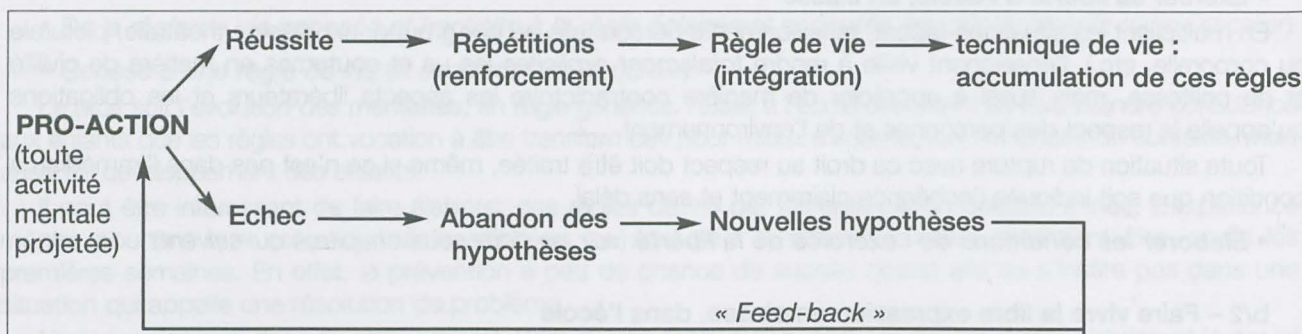 Réussite Répétitions Règle de vie technique de vie :
(renforcement) (intégration) accumulation de ces règles
PRO-ACTION
(toute
activité
mentale
projetée)
Echec Abandon des Nouvelles hypothèses
hypothèses
« Feed-back »